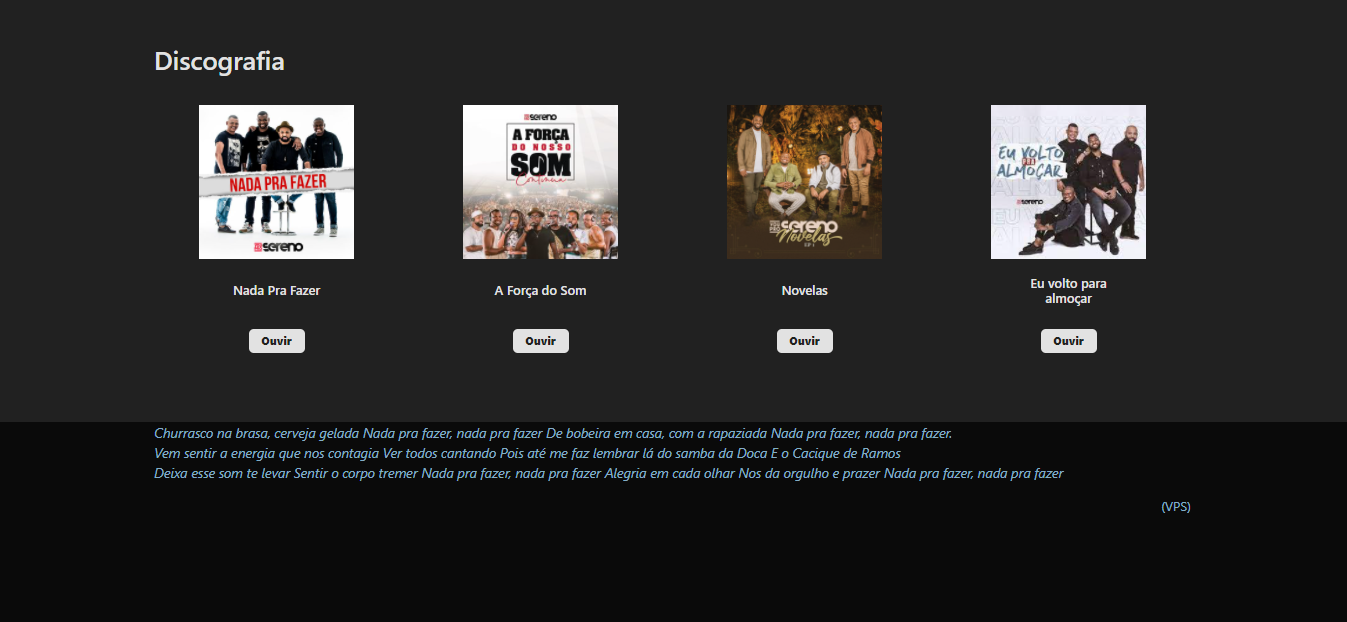 Discografia
NADA PRA FAZER
sereno
sereno
A FORÇA
DO NOSSO
SOM
Continua
sereno
Novelas
EP 1
EU VOLTO
PRA
ALMOÇAR
sereno
Nada Pra Fazer
A Força do Som
Novelas
Eu volto para
almoçar
Ouvir
Ouvir
Ouvir
Ouvir
Churrasco na brasa, cerveja gelada Nada pra fazer, nada pra fazer De bobeira em casa, com a rapaziada Nada pra fazer, nada pra fazer.
Vem sentir a energia que nos contagia Ver todos cantando Pois até me faz lembrar lá do samba da Doca E o Cacique de Ramos
Deixa esse som te levar Sentir o corpo tremer Nada pra fazer, nada pra fazer Alegria em cada olhar Nos da orgulho e prazer Nada pra fazer, nada pra fazer
(VPS)